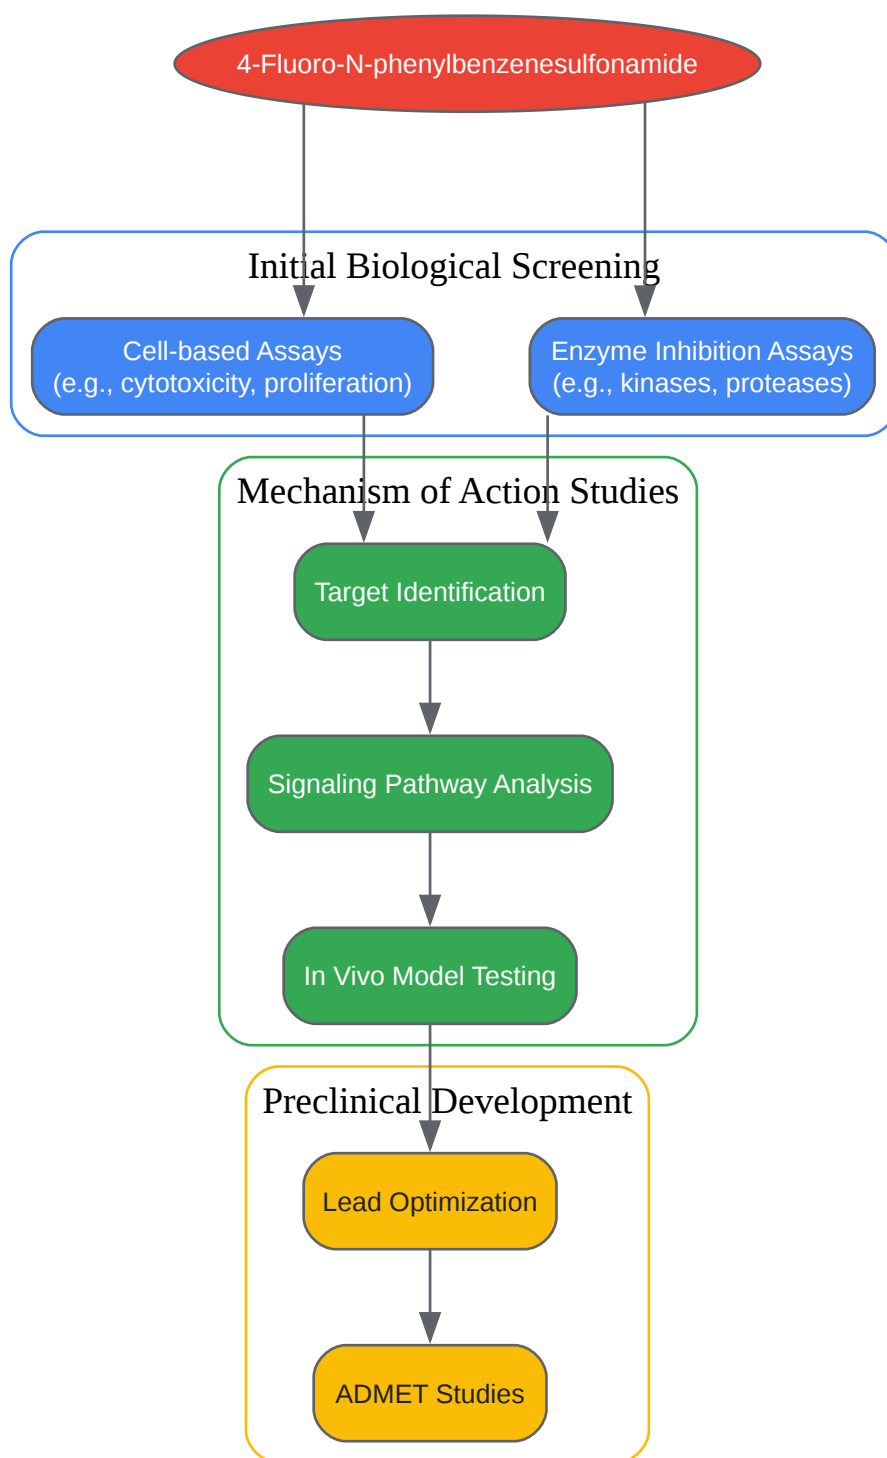 4-Fluoro-N-phenylbenzenesulfonamide
Initial Biological Screening
Cell-based Assays
(e.g., cytotoxicity, proliferation)
Enzyme Inhibition Assays
(e.g., kinases, proteases)
Mechanism of Action Studies
Target Identification
Signaling Pathway Analysis
In Vivo Model Testing
Preclinical Development
Lead Optimization
ADMET Studies